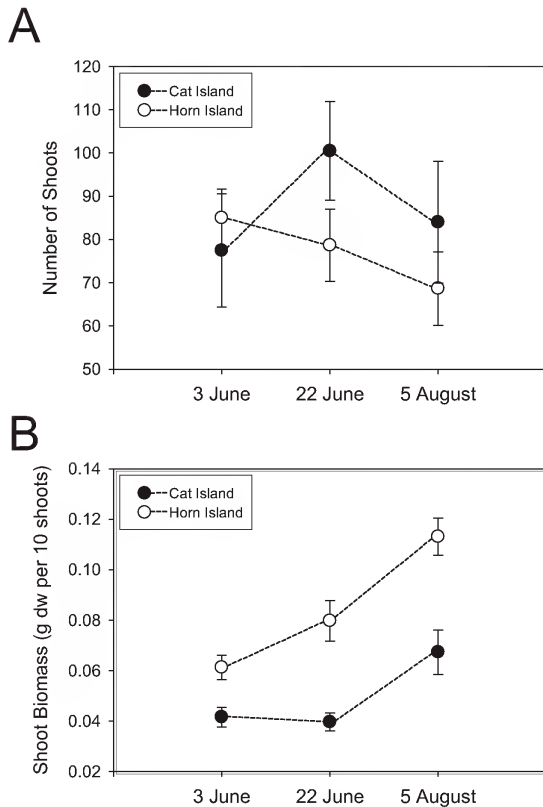 A
120
110
100
90
80
70
60
50
Number of Shoots
Cat Island
Horn Island
3 June 22 June 5 August
B
0.14
0.12
0.10
0.08
0.06
0.04
0.02
Shoot Biomass (g dw per 10 shoots)
Cat Island
Horn Island
3 June 22 June 5 August